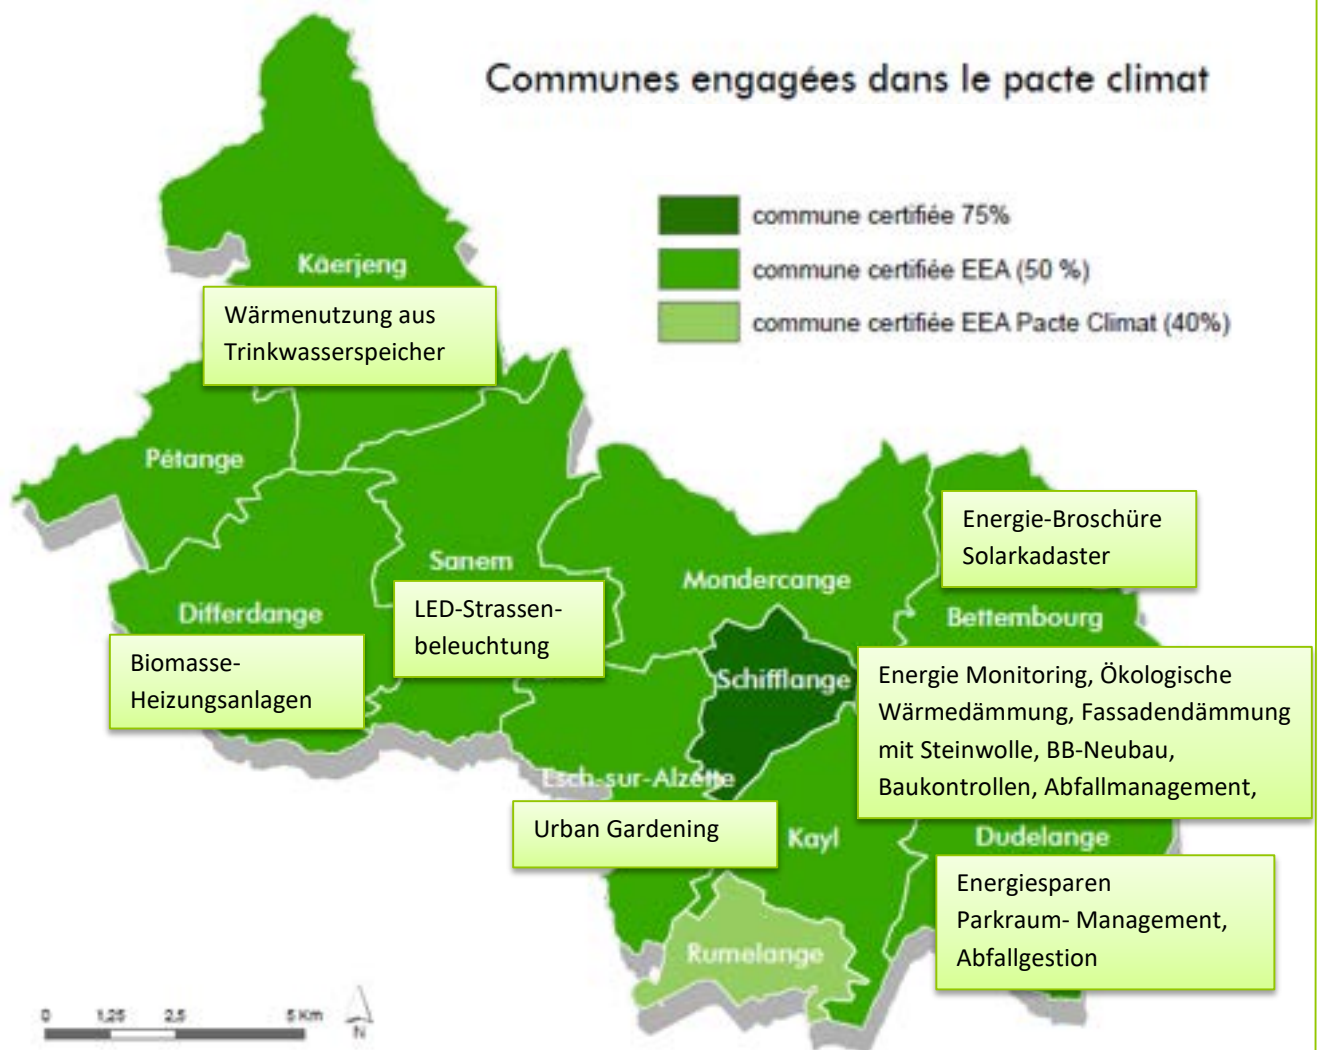 Communes engagées dans le pacte climat
commune certifiée 75%
commune certifiée EEA (50 %)
commune certifiée EEA Pacte Climat (40%)
Käerjeng
Wärmenutzung aus
Trinkwasserspeicher
Pétange
Sanem
LED-Strassen-
beleuchtung
Differdange
Biomasse-
Heizungsanlagen
Mondercange
Energie-Broschüre
Solarkadaster
Bettembourg
Schifflange
Energie Monitoring, Ökologische
Wärmedämmung, Fassadendämmung
mit Steinwolle, BB-Neubau,
Baukontrollen, Abfallmanagement,
Esch-sur-Alzette
Urban Gardening
Kayl
Dudelange
Energiesparen
Parkraum- Management,
Abfallgestion
Rumelange
0 1,25 2,5 5 Km
N